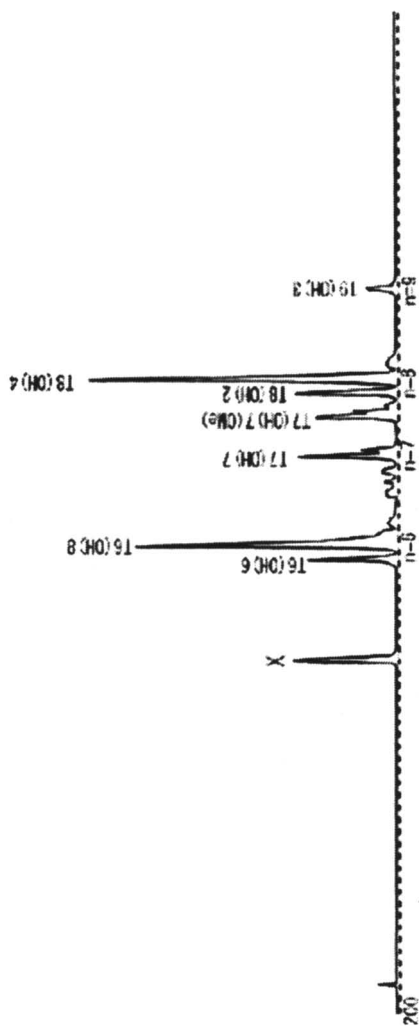 T9(OH)3
n=9
T8(OH)4
n=8
T8(OH)2
T7(OH)7(OMe)
T7(OH)7
n=7
T6(OH)8
n=6
T6(OH)6
X
200